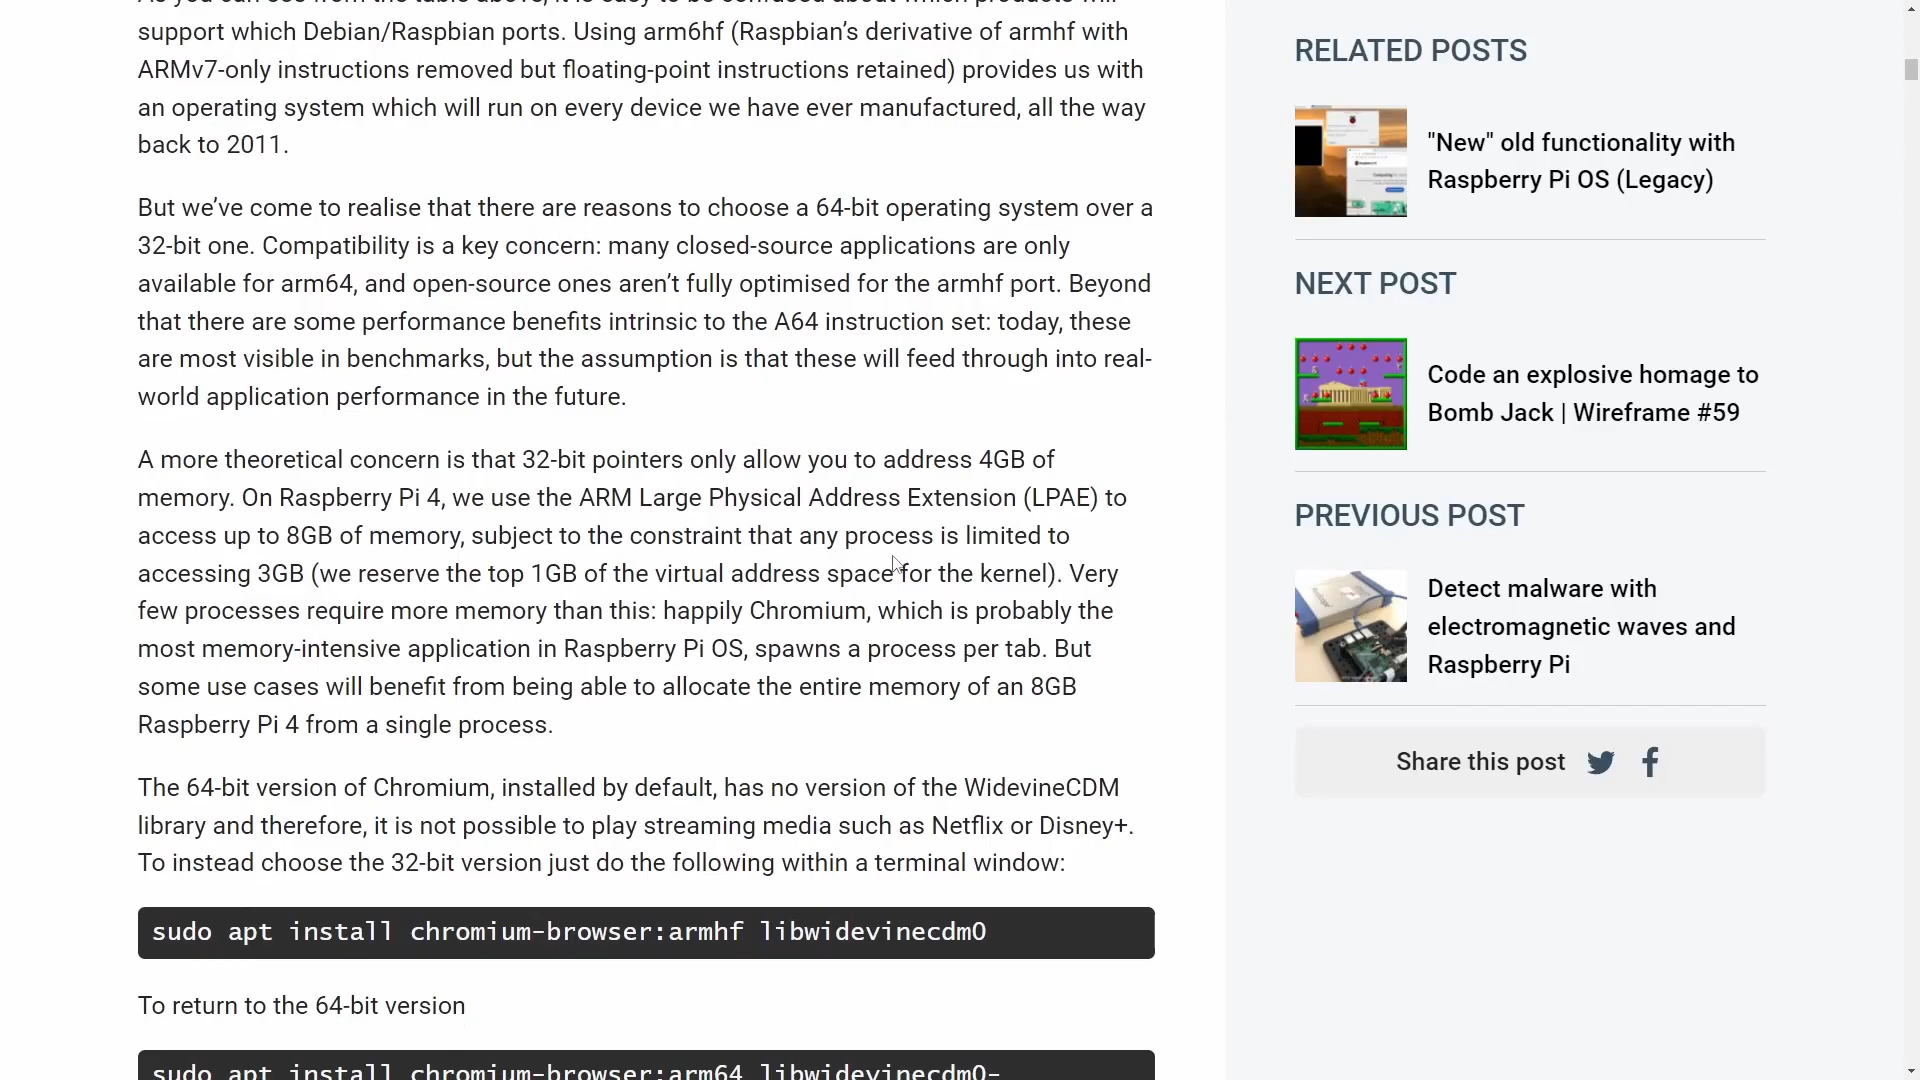 support which Debian/Raspbian ports. Using arm6hf (Raspbian’s derivative of armhf with
ARMv7-only instructions removed but floating-point instructions retained) provides us with
an operating system which will run on every device we have ever manufactured, all the way
back to 2011.
But we’ve come to realise that there are reasons to choose a 64-bit operating system over a
32-bit one. Compatibility is a key concern: many closed-source applications are only
available for arm64, and open-source ones aren’t fully optimised for the armhf port. Beyond
that there are some performance benefits intrinsic to the A64 instruction set: today, these
are most visible in benchmarks, but the assumption is that these will feed through into real-
world application performance in the future.
A more theoretical concern is that 32-bit pointers only allow you to address 4GB of
memory. On Raspberry Pi 4, we use the ARM Large Physical Address Extension (LPAE) to
access up to 8GB of memory, subject to the constraint that any process is limited to
accessing 3GB (we reserve the top 1GB of the virtual address space for the kernel). Very
few processes require more memory than this: happily Chromium, which is probably the
most memory-intensive application in Raspberry Pi OS, spawns a process per tab. But
some use cases will benefit from being able to allocate the entire memory of an 8GB
Raspberry Pi 4 from a single process.
The 64-bit version of Chromium, installed by default, has no version of the WidevineCDM
library and therefore, it is not possible to play streaming media such as Netflix or Disney+.
To instead choose the 32-bit version just do the following within a terminal window:
sudo apt install chromium-browser:armhf libwidevinecdm0
To return to the 64-bit version
sudo apt install chromium-browser:arm64 libwidevinecdm0-
RELATED POSTS
"New" old functionality with
Raspberry Pi OS (Legacy)
NEXT POST
Code an explosive homage to
Bomb Jack | Wireframe #59
PREVIOUS POST
Detect malware with
electromagnetic waves and
Raspberry Pi
Share this post